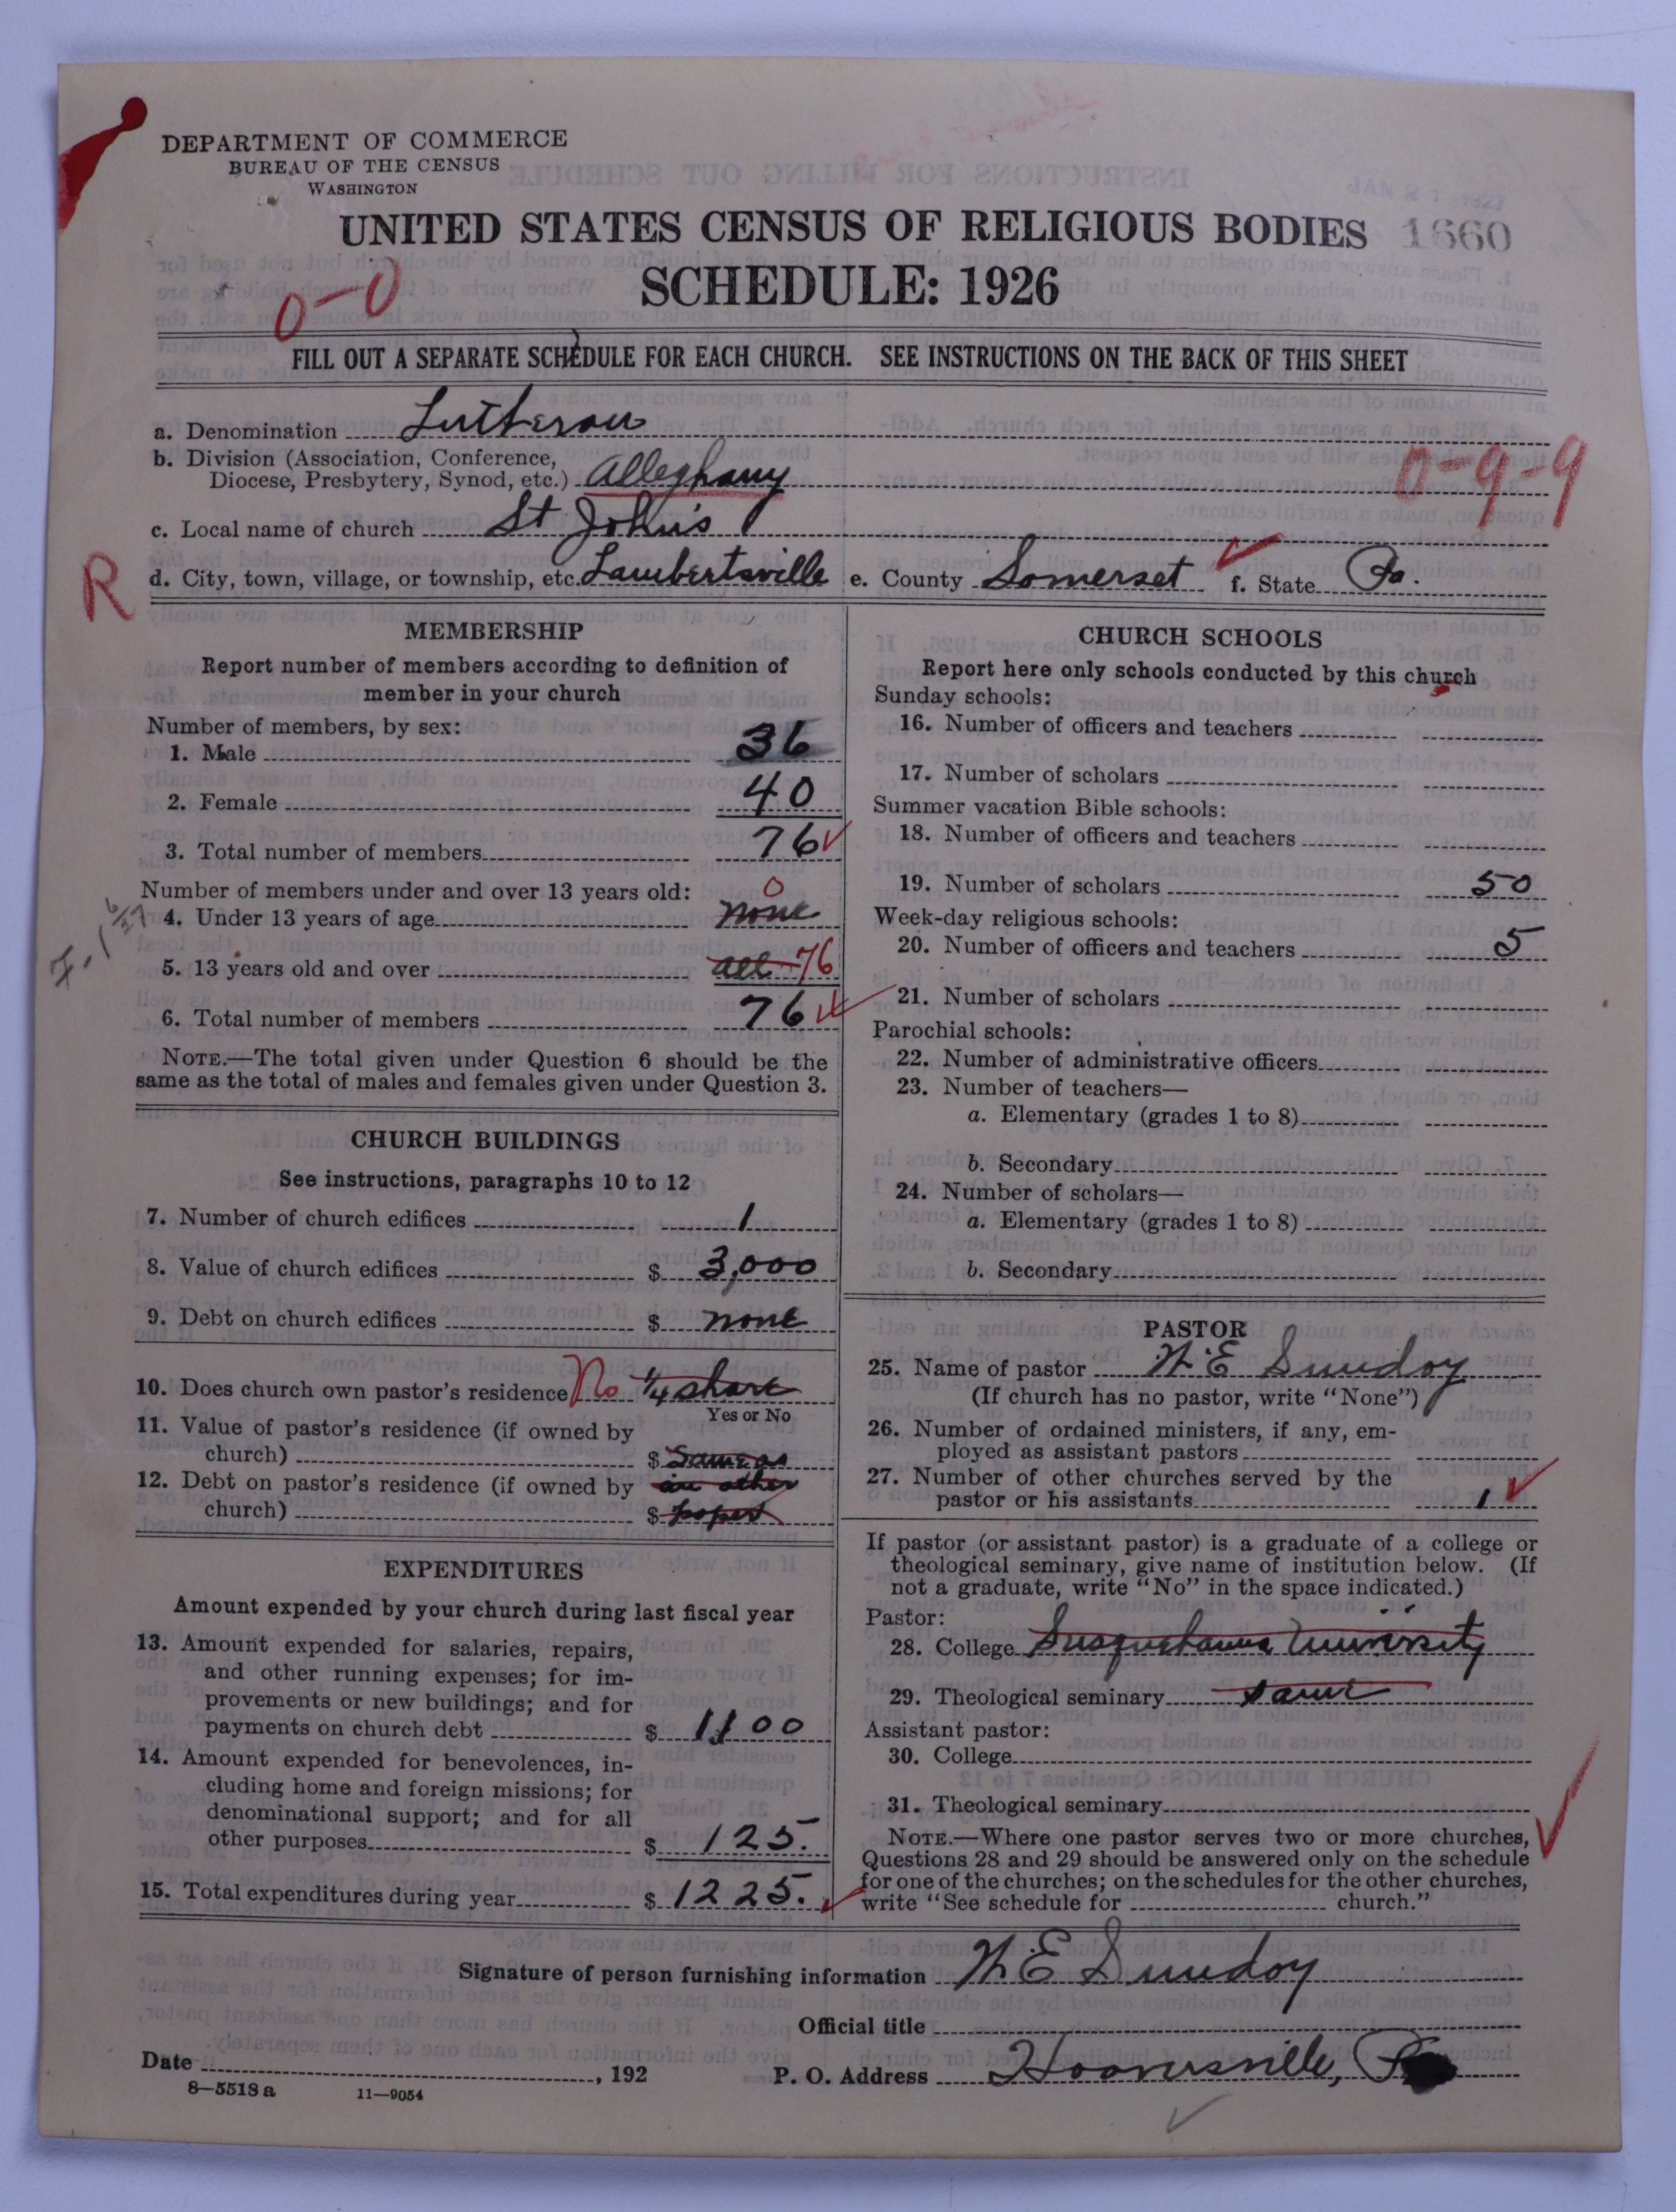 DEPARTMENT OF COMMERCE
BUREAU OF THE CENSUS
WASHINGTON
UNITED STATES CENSUS OF RELIGIOUS BODIES 1660
SCHEDULE: 1926
0-0
FILL OUT A SEPARATE SCHEDULE FOR EACH CHURCH. SEE INSTRUCTIONS ON THE BACK OF THIS SHEET
a. Denomination Lutheran
b. Division (Association, Conference,
Diocese, Presbytery, Synod, etc.) Alleghany
0-9-9
c. Local name of church St John's
R
d. City, town, village, or township, etc. Lambertsville e. County Somerset f. State Pa.
MEMBERSHIP
Report number of members according to definition of
member in your church
Number of members, by sex:
1. Male 36
2. Female 40
3. Total number of members 76
Number of members under and over 13 years old: 0
4. Under 13 years of age none
5. 13 years old and over all 76
6. Total number of members 76
NOTE.—The total given under Question 6 should be the
same as the total of males and females given under Question 3.
CHURCH BUILDINGS
See instructions, paragraphs 10 to 12
7. Number of church edifices 1
8. Value of church edifices $ 3,000
9. Debt on church edifices $ none
10. Does church own pastor's residence No 1/4 share
Yes or No
11. Value of pastor's residence (if owned by
church) $ Same as
12. Debt on pastor's residence (if owned by on other
church) $ paper
EXPENDITURES
Amount expended by your church during last fiscal year
13. Amount expended for salaries, repairs,
and other running expenses; for im-
provements or new buildings; and for
payments on church debt $ 1,100
14. Amount expended for benevolences, in-
cluding home and foreign missions; for
denominational support; and for all
other purposes $ 125.
15. Total expenditures during year $ 1225.
CHURCH SCHOOLS
Report here only schools conducted by this church
Sunday schools:
16. Number of officers and teachers
17. Number of scholars
Summer vacation Bible schools:
18. Number of officers and teachers
19. Number of scholars 50
Week-day religious schools:
20. Number of officers and teachers 5
21. Number of scholars
Parochial schools:
22. Number of administrative officers
23. Number of teachers—
a. Elementary (grades 1 to 8)
b. Secondary
24. Number of scholars—
a. Elementary (grades 1 to 8)
b. Secondary
PASTOR
25. Name of pastor W. E Sunday
(If church has no pastor, write "None")
26. Number of ordained ministers, if any, em-
ployed as assistant pastors
27. Number of other churches served by the
pastor or his assistants 1
If pastor (or assistant pastor) is a graduate of a college or
theological seminary, give name of institution below. (If
not a graduate, write "No" in the space indicated.)
Pastor:
28. College Susquehanna University
29. Theological seminary same
Assistant pastor:
30. College
31. Theological seminary
NOTE.—Where one pastor serves two or more churches,
Questions 28 and 29 should be answered only on the schedule
for one of the churches; on the schedules for the other churches,
write "See schedule for church."
Signature of person furnishing information W. E Sunday
Official title
Date , 192
P. O. Address Hooversville, Pa
8—5518 a 11—9054